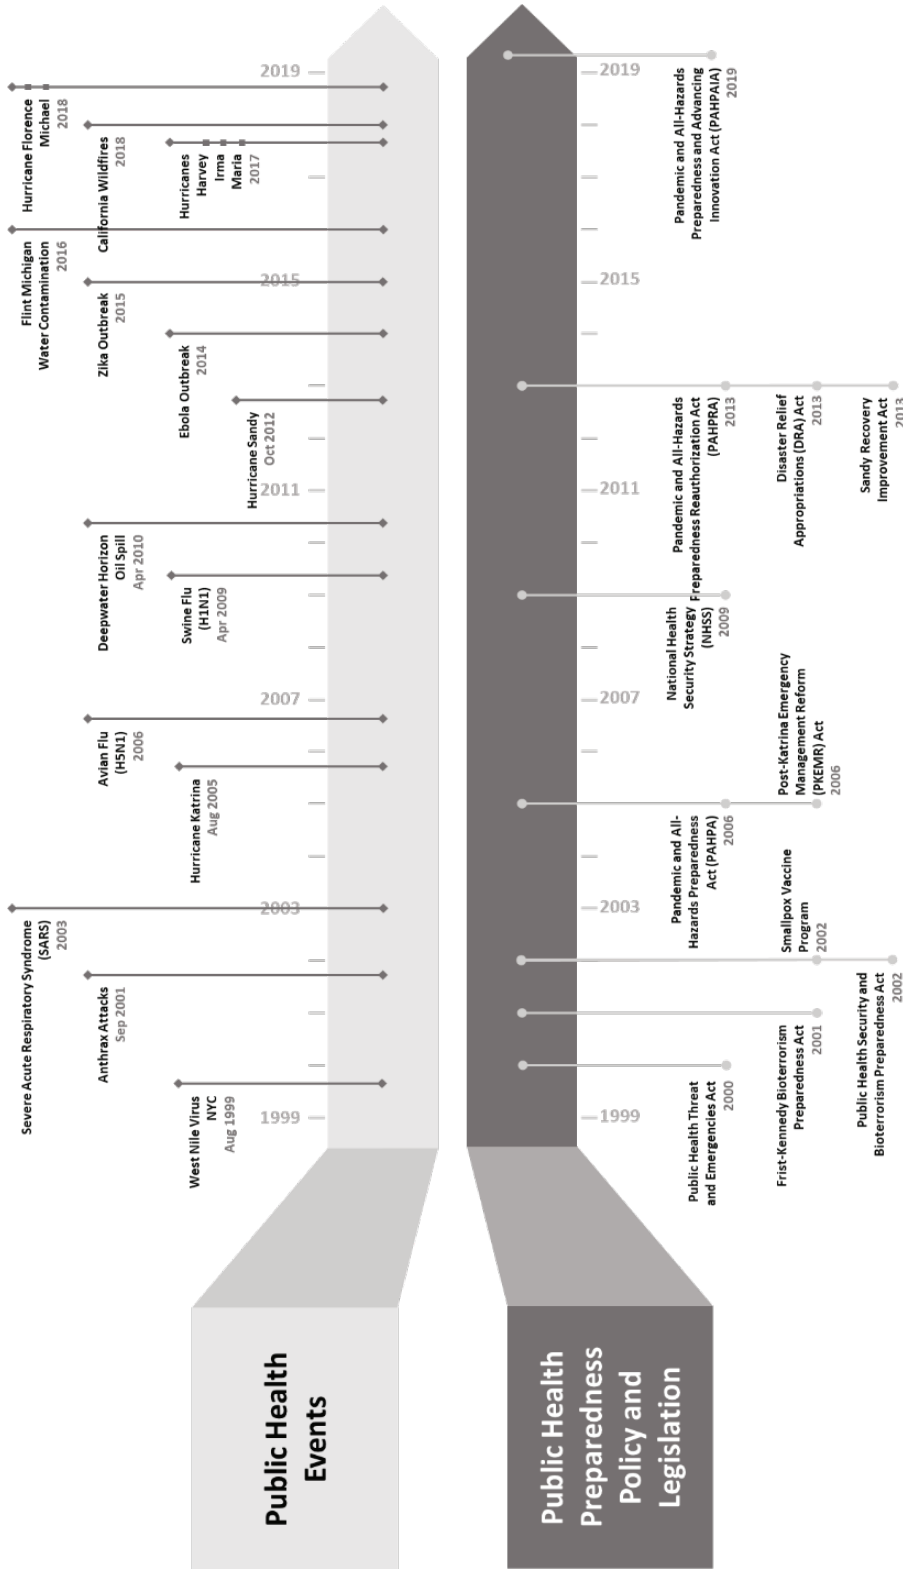 Public Health
Events
Severe Acute Respiratory Syndrome
(SARS)
2003
Anthrax Attacks
Sep 2001
West Nile Virus
NYC
Aug 1999
Avian Flu
(H5N1)
2006
Hurricane Katrina
Aug 2005
Deepwater Horizon
Oil Spill
Apr 2010
Swine Flu
(H1N1)
Apr 2009
Hurricane Sandy
Oct 2012
Ebola Outbreak
2014
Zika Outbreak
2015
Flint Michigan
Water Contamination
2016
Hurricanes
Harvey
Irma
Maria
2017
California Wildfires
2018
Hurricane Florence
Michael
2018
1999
2003
2007
2011
2015
2019
Public Health
Preparedness
Policy and
Legislation
1999
2003
2007
2011
2015
2019
Public Health Threat
and Emergencies Act
2000
Frist-Kennedy Bioterrorism
Preparedness Act
2001
Smallpox Vaccine
Program
2002
Public Health Security and
Bioterrorism Preparedness Act
2002
Pandemic and All-
Hazards Preparedness
Act (PAHPA)
2006
Post-Katrina Emergency
Management Reform
(PKEMR) Act
2006
National Health
Security Strategy
(NHSS)
2009
Pandemic and All-Hazards
Preparedness Reauthorization Act
(PAHPRA)
2013
Disaster Relief
Appropriations (DRA) Act
2013
Sandy Recovery
Improvement Act
2013
Pandemic and All-Hazards
Preparedness and Advancing
Innovation Act (PAHPAIA)
2019